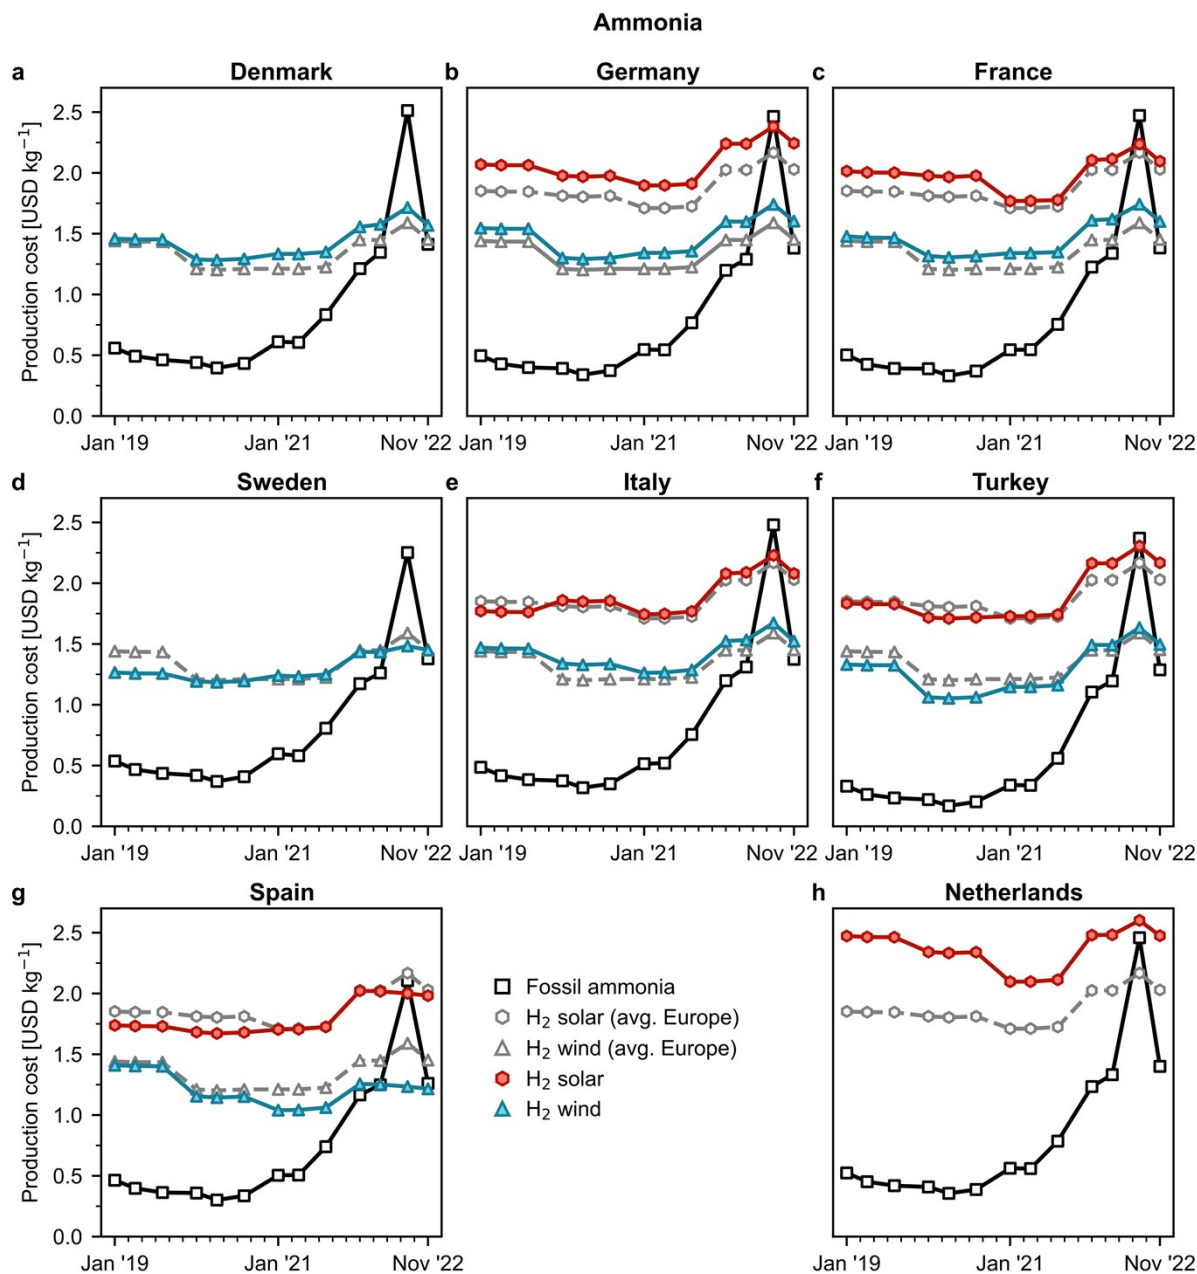 Ammonia
a Denmark b Germany c France
Production cost [USD kg⁻¹]
2.5
2.0
1.5
1.0
0.5
0.0
Jan '19 Jan '21 Nov '22 Jan '19 Jan '21 Nov '22 Jan '19 Jan '21 Nov '22
d Sweden e Italy f Turkey
Production cost [USD kg⁻¹]
2.5
2.0
1.5
1.0
0.5
0.0
Jan '19 Jan '21 Nov '22 Jan '19 Jan '21 Nov '22 Jan '19 Jan '21 Nov '22
g Spain h Netherlands
Production cost [USD kg⁻¹]
2.5
2.0
1.5
1.0
0.5
0.0
Fossil ammonia
H₂ solar (avg. Europe)
H₂ wind (avg. Europe)
H₂ solar
H₂ wind
Jan '19 Jan '21 Nov '22 Jan '19 Jan '21 Nov '22